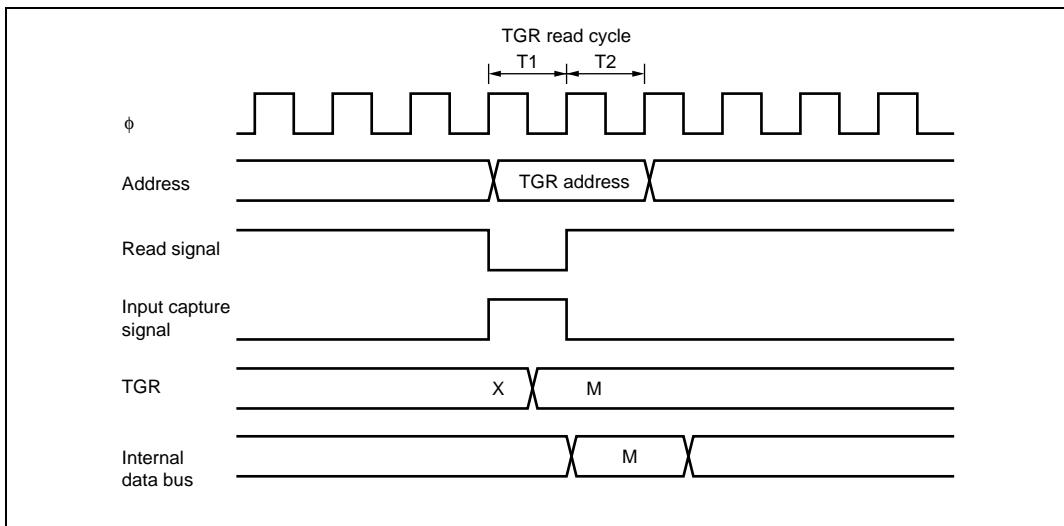 TGR read cycle
T1 T2
ϕ
Address
TGR address
Read signal
Input capture
signal
TGR
X M
Internal
data bus
M